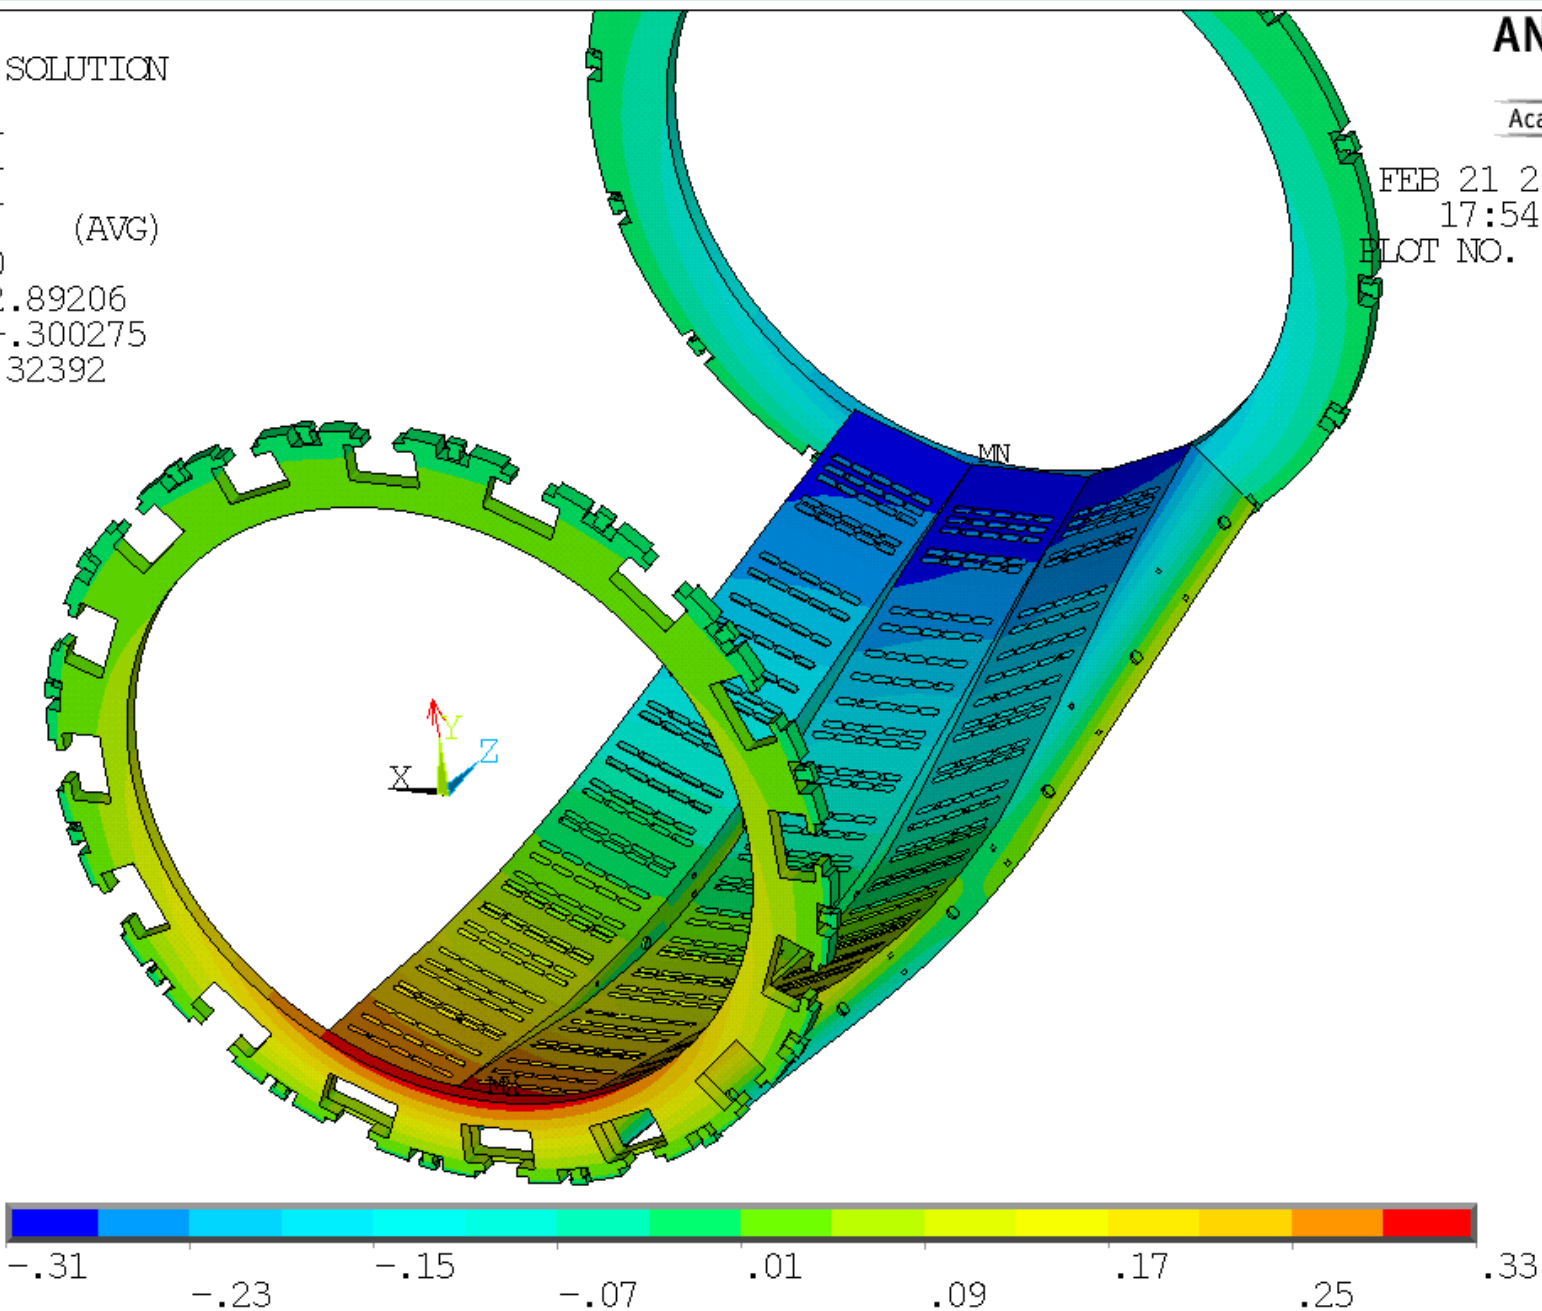 AN
SOLUTION
Aca
FEB 21 2
17:54
(AVG)
PLOT NO.
.89206
-.300275
32392
MN
Y
Z
X
MX
-.31
-.23
-.15
-.07
.01
.09
.17
.25
.33